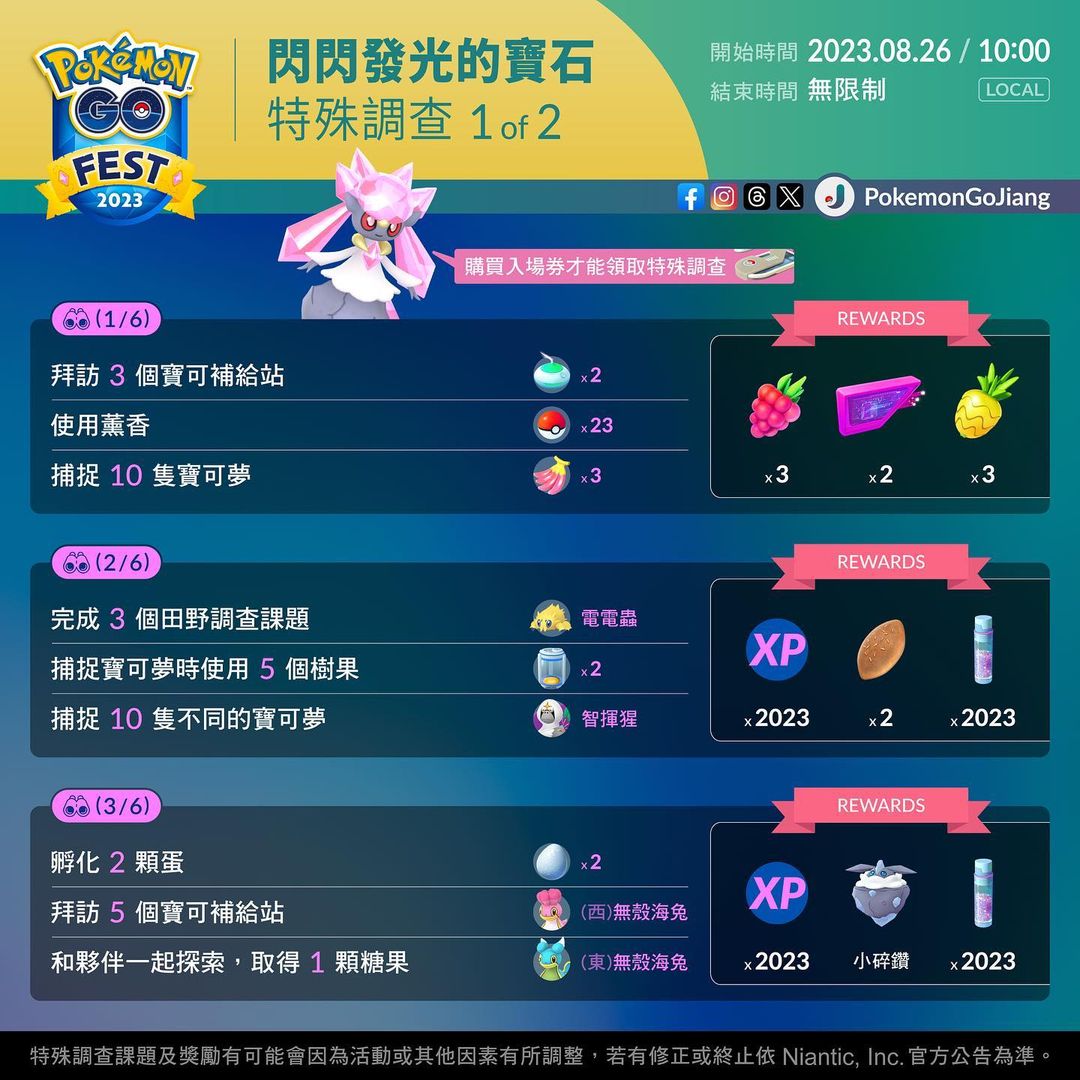 Pokémon
GO
FEST
2023
閃閃發光的寶石
特殊調查 1 of 2
開始時間 2023.08.26 / 10:00
結束時間 無限制 LOCAL
PokemonGoJiang
購買入場券才能領取特殊調查
(1/6)
REWARDS
拜訪 3 個寶可補給站 x2
使用薰香 x23
捕捉 10 隻寶可夢 x3
x3 x2 x3
(2/6)
REWARDS
完成 3 個田野調查課題 電電蟲
捕捉寶可夢時使用 5 個樹果 x2
捕捉 10 隻不同的寶可夢 智揮猩
XP
x2023 x2 x2023
(3/6)
REWARDS
孵化 2 顆蛋 x2
拜訪 5 個寶可補給站 (西)無殼海兔
和夥伴一起探索，取得 1 顆糖果 (東)無殼海兔
XP
x2023 小碎鑽 x2023
特殊調查課題及獎勵有可能會因為活動或其他因素有所調整，若有修正或終止依 Niantic, Inc. 官方公告為準。